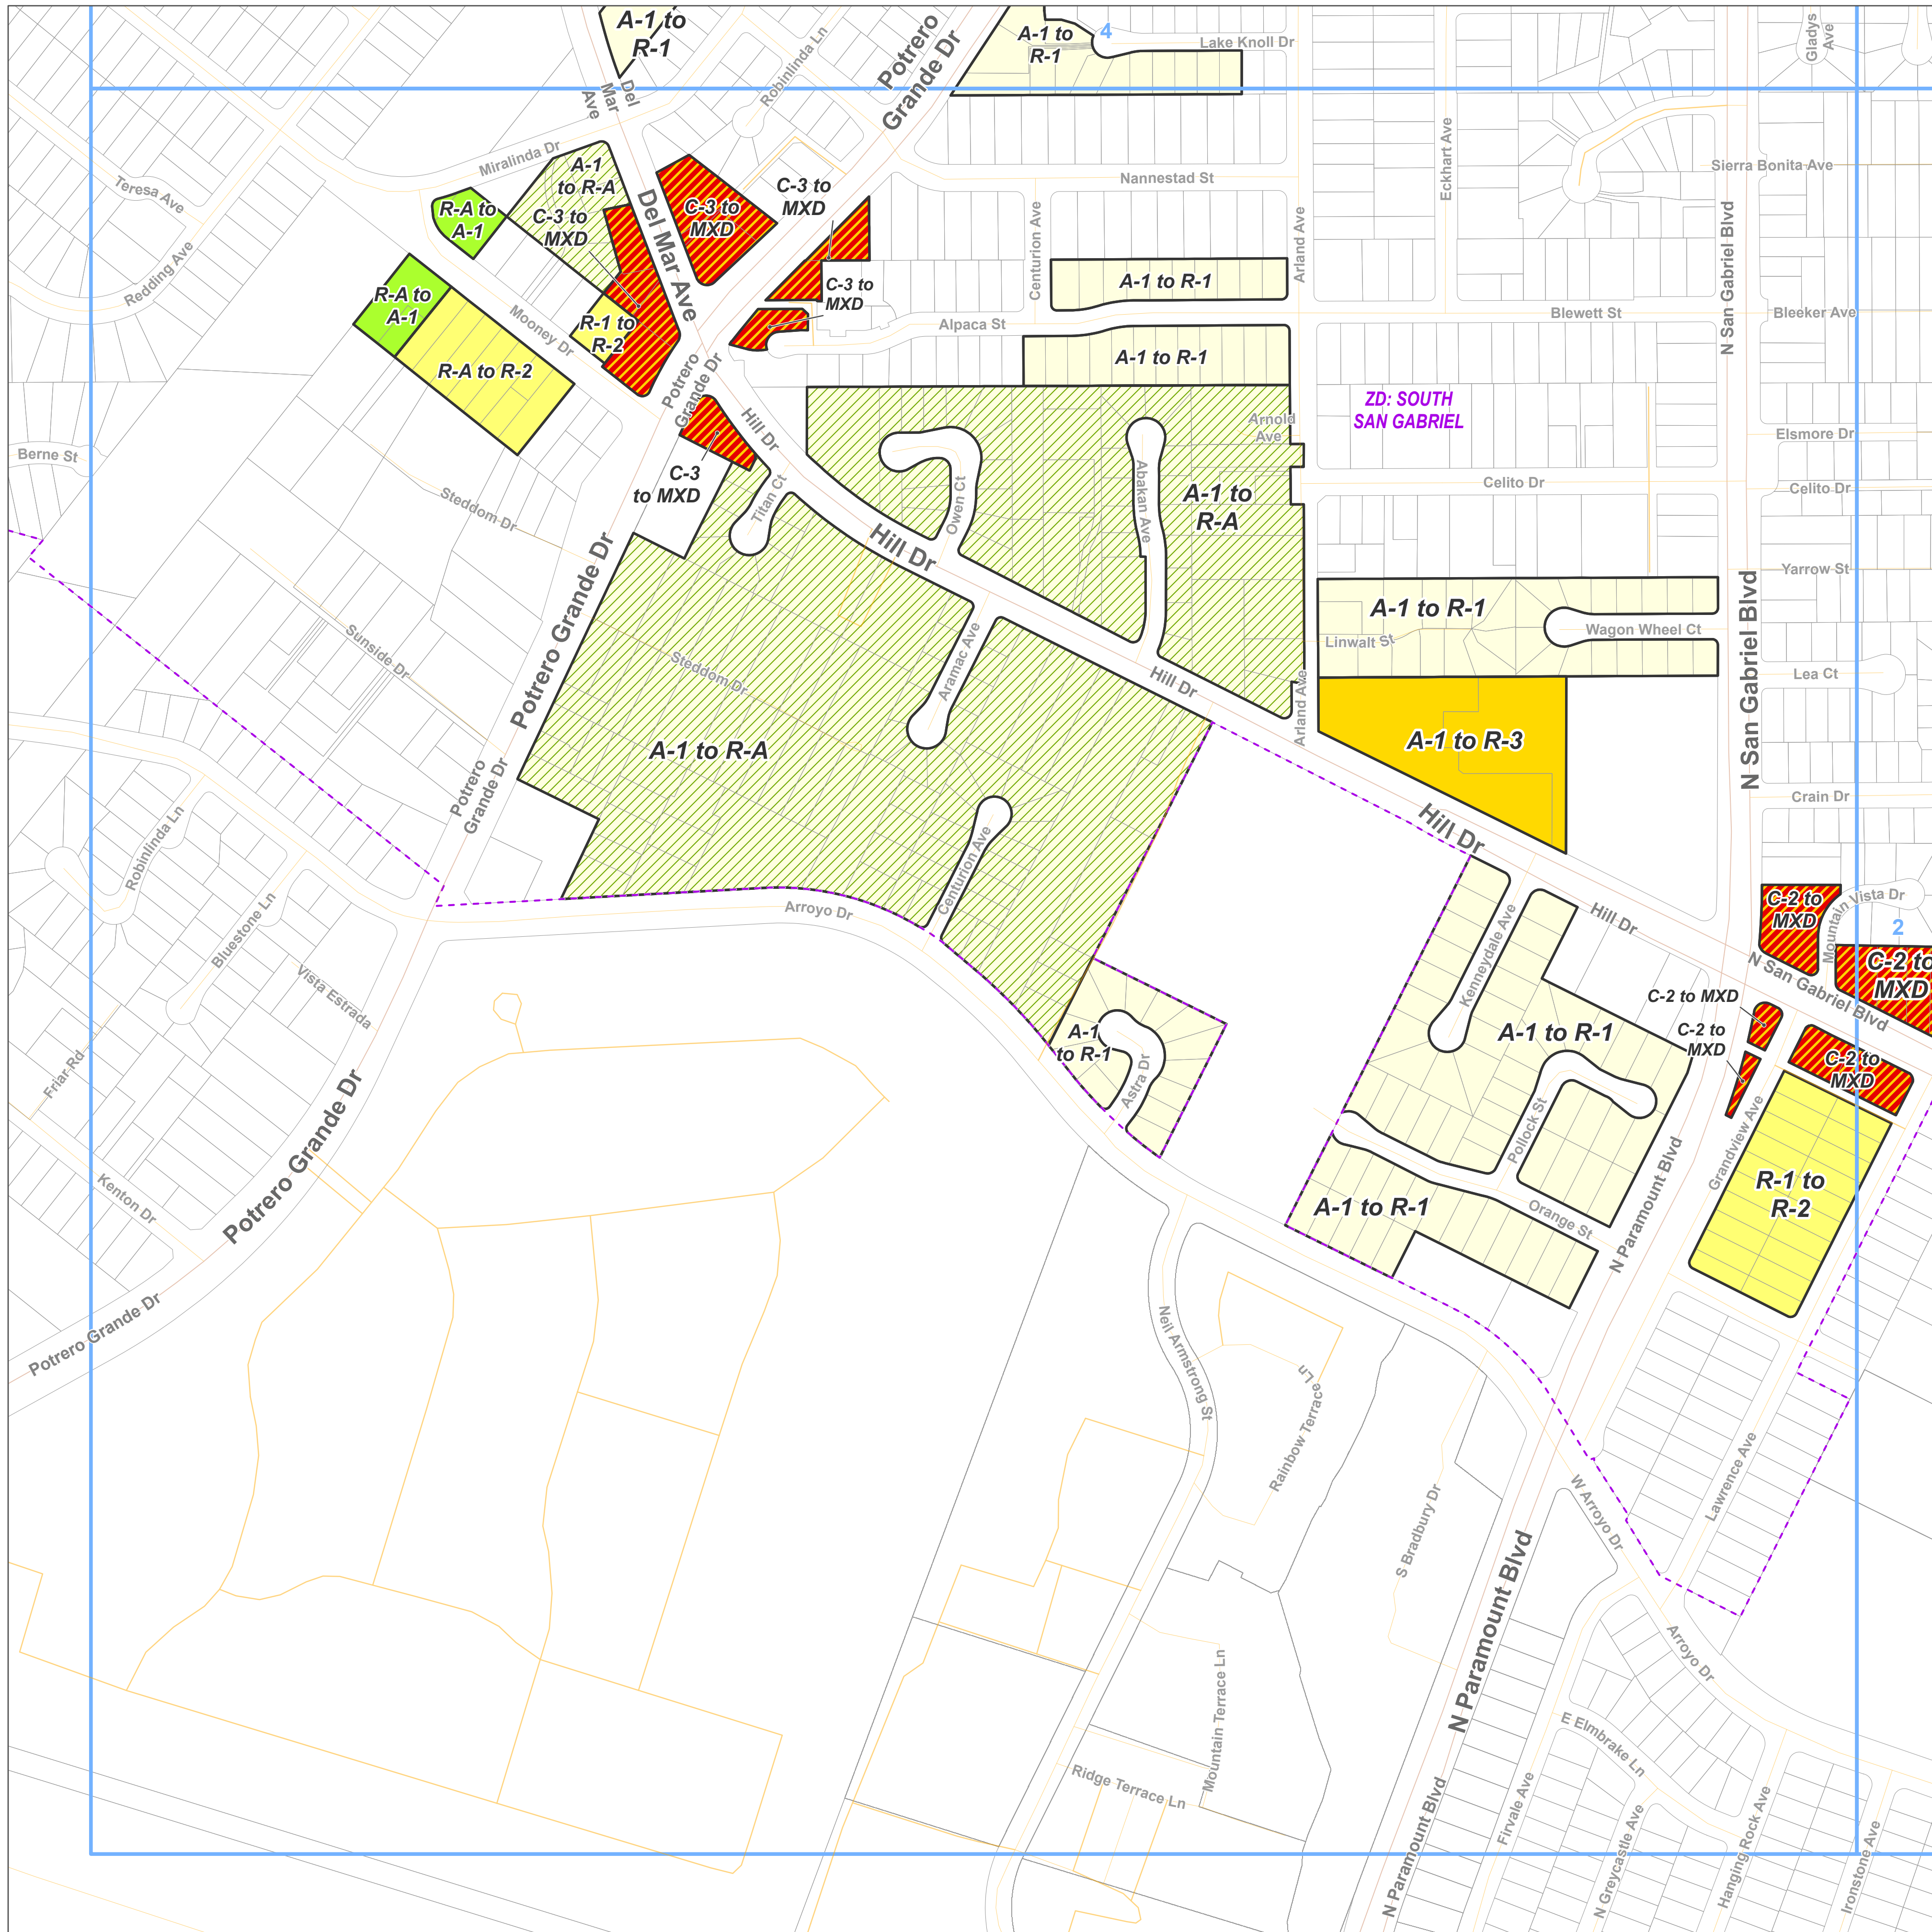 A-1 to
R-1
Potrero
Grande Dr
A-1 to
R-1
4
Lake Knoll Dr
Gladys
Ave
Del
Mar
Ave
Robinlinda Ln
Miralinda Dr
Teresa Ave
Redding Ave
A-1
to R-A
R-A to
A-1
C-3 to
MXD
Del Mar Ave
C-3 to
MXD
C-3 to
MXD
Nannestad St
Eckhart Ave
Sierra Bonita Ave
Centurion Ave
Arland Ave
N San Gabriel Blvd
R-A to
A-1
Mooney Dr
R-1 to
R-2
C-3 to
MXD
A-1 to R-1
Alpaca St
Blewett St
Bleeker Ave
R-A to R-2
Potrero
Grande Dr
A-1 to R-1
ZD: SOUTH
SAN GABRIEL
Hill Dr
Arnold
Ave
Elsmore Dr
Berne St
C-3
to MXD
Titan Ct
Owen Ct
Abakan Ave
A-1 to
R-A
Celito Dr
Celito Dr
Steddom Dr
Hill Dr
Yarrow St
Potrero Grande Dr
Sunside Dr
Steddom Dr
Aramac Ave
A-1 to R-1
Linwalt St
Wagon Wheel Ct
Hill Dr
Lea Ct
Arland Ave
N San Gabriel Blvd
A-1 to R-A
A-1 to R-3
Potrero
Grande Dr
Crain Dr
Hill Dr
Robinlinda Ln
Centurion Ave
Arroyo Dr
Bluestone Ln
Vista Estrada
Kenneydale Ave
Hill Dr
C-2 to
MXD
Mountain Vista Dr
2
C-2 to
MXD
N San Gabriel Blvd
C-2 to MXD
C-2 to
MXD
C-2 to
MXD
A-1
to R-1
Astra Dr
A-1 to R-1
Friar Rd
Potrero Grande Dr
Pollock St
Grandview Ave
R-1 to
R-2
Kenton Dr
A-1 to R-1
Orange St
N Paramount Blvd
Potrero Grande Dr
Neil Armstrong St
Rainbow Terrace Ln
S Bradbury Dr
W Arroyo Dr
Lawrence Ave
N Paramount Blvd
Arroyo Dr
Mountain Terrace Ln
Ridge Terrace Ln
E Elmbrake Ln
N Paramount Blvd
Firvale Ave
N Greycastle Ave
Hanging Rock Ave
Ironstone Ave